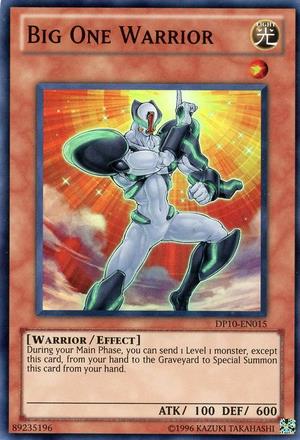 BIG ONE WARRIOR
LIGHT
光
DP10-EN015
[WARRIOR / EFFECT]
During your Main Phase, you can send 1 Level 1 monster, except
this card, from your hand to the Graveyard to Special Summon
this card from your hand.
ATK/ 100 DEF/ 600
89235196
©1996 KAZUKI TAKAHASHI